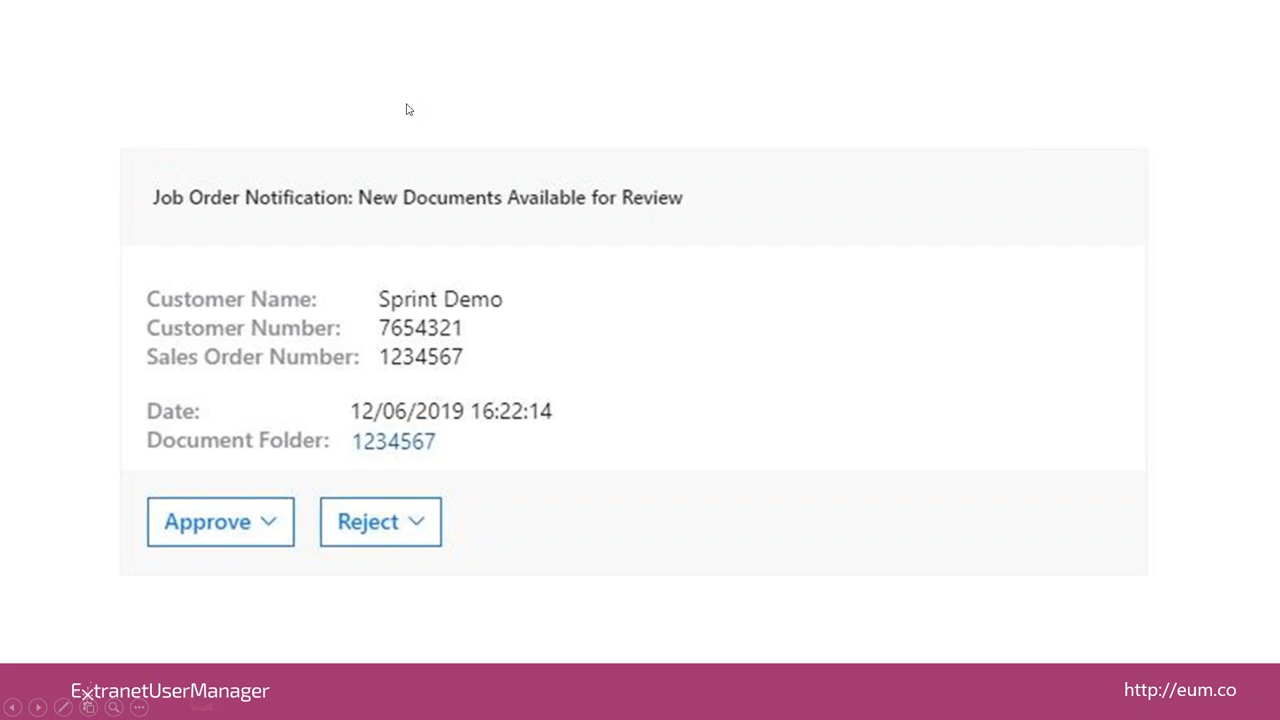 Job Order Notification: New Documents Available for Review
Customer Name: Sprint Demo
Customer Number: 7654321
Sales Order Number: 1234567
Date: 12/06/2019 16:22:14
Document Folder: 1234567
Approve Reject
ExtranetUserManager http://eum.co